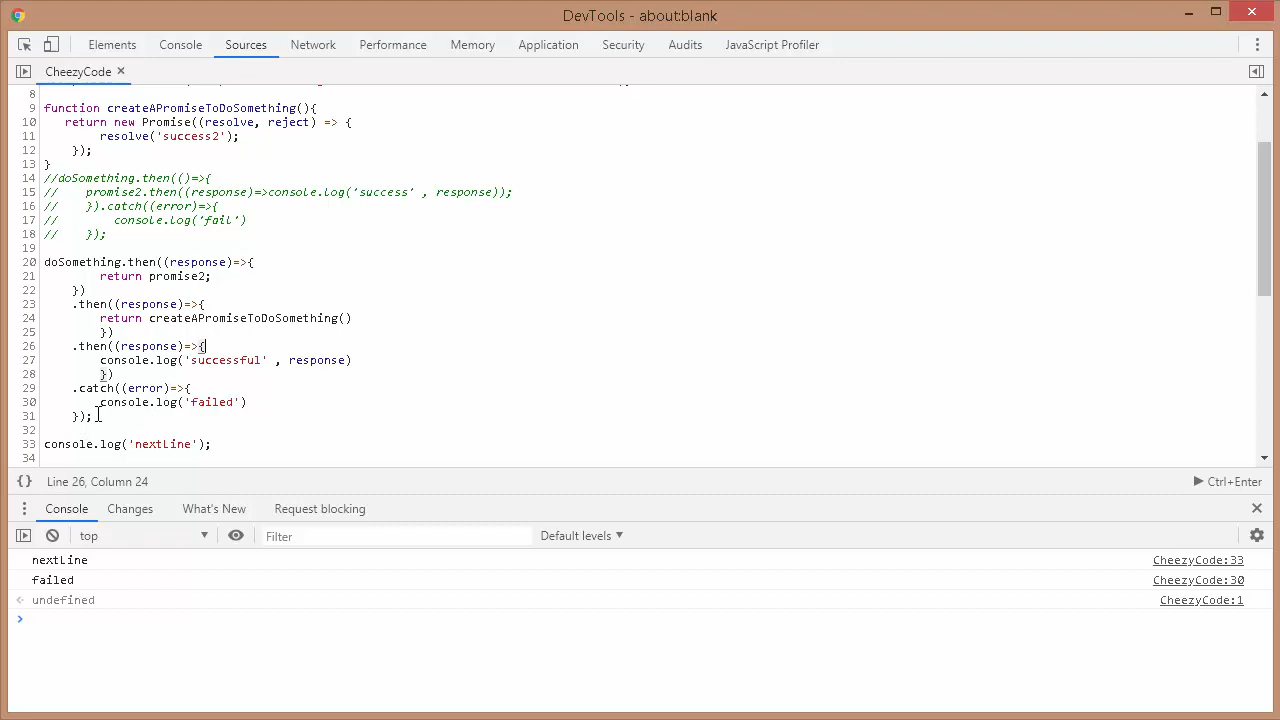 DevTools - about:blank
Elements Console Sources Network Performance Memory Application Security Audits JavaScript Profiler
CheezyCode ×
8
9 function createAPromiseToDoSomething(){
10 return new Promise((resolve, reject) => {
11 resolve('success2');
12 });
13 }
14 //doSomething.then(()=>{
15 // promise2.then((response)=>console.log('success' , response));
16 // }).catch((error)=>{
17 // console.log('fail')
18 // });
19
20 doSomething.then((response)=>{
21 return promise2;
22 })
23 .then((response)=>{
24 return createAPromiseToDoSomething()
25 })
26 .then((response)=>{
27 console.log('successful' , response)
28 })
29 .catch((error)=>{
30 console.log('failed')
31 });
32
33 console.log('nextLine');
34
{} Line 26, Column 24 Ctrl+Enter
Console Changes What's New Request blocking
top Filter Default levels
nextLine CheezyCode:33
failed CheezyCode:30
undefined CheezyCode:1